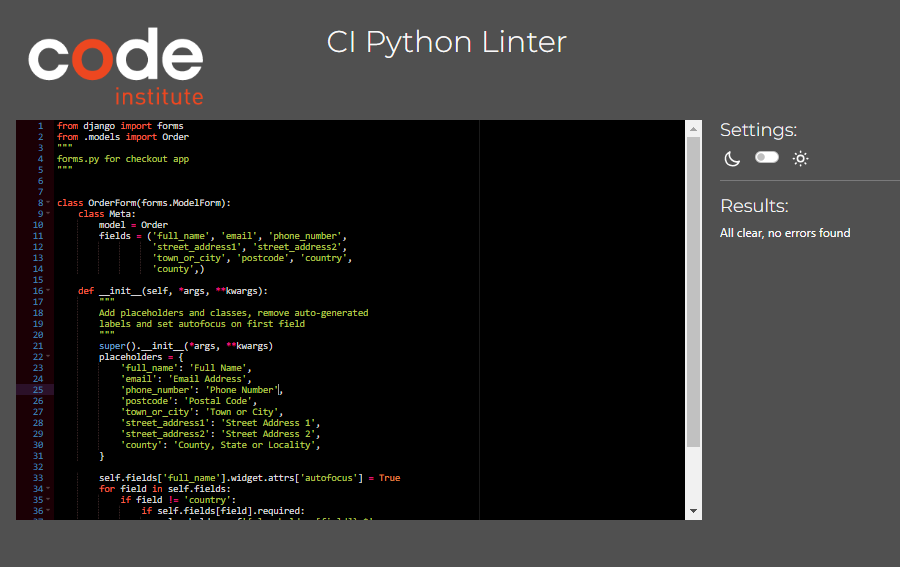 code
institute
CI Python Linter
1 from django import forms
2 from .models import Order
3 """
4 forms.py for checkout app
5 """
6
7
8 class OrderForm(forms.ModelForm):
9     class Meta:
10         model = Order
11         fields = ('full_name', 'email', 'phone_number',
12                   'street_address1', 'street_address2',
13                   'town_or_city', 'postcode', 'country',
14                   'county',)
15
16     def __init__(self, *args, **kwargs):
17         """
18         Add placeholders and classes, remove auto-generated
19         labels and set autofocus on first field
20         """
21         super().__init__(*args, **kwargs)
22         placeholders = {
23             'full_name': 'Full Name',
24             'email': 'Email Address',
25             'phone_number': 'Phone Number',
26             'postcode': 'Postal Code',
27             'town_or_city': 'Town or City',
28             'street_address1': 'Street Address 1',
29             'street_address2': 'Street Address 2',
30             'county': 'County, State or Locality',
31         }
32
33         self.fields['full_name'].widget.attrs['autofocus'] = True
34         for field in self.fields:
35             if field != 'country':
36                 if self.fields[field].required:
Settings:
Results:
All clear, no errors found